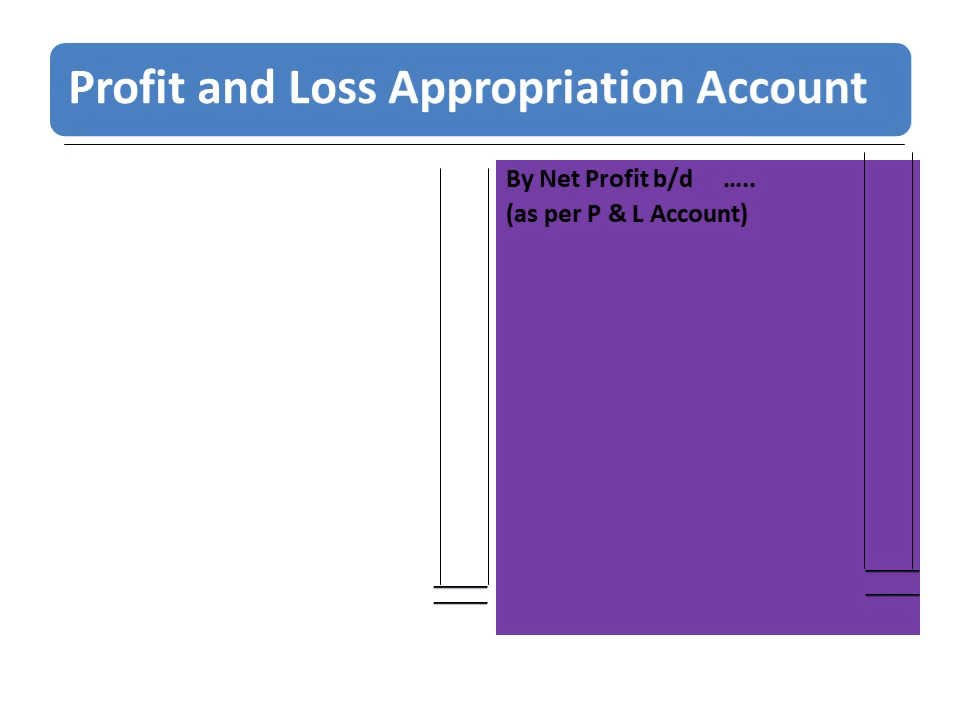 Profit and Loss Appropriation Account
By Net Profit b/d …..
(as per P & L Account)